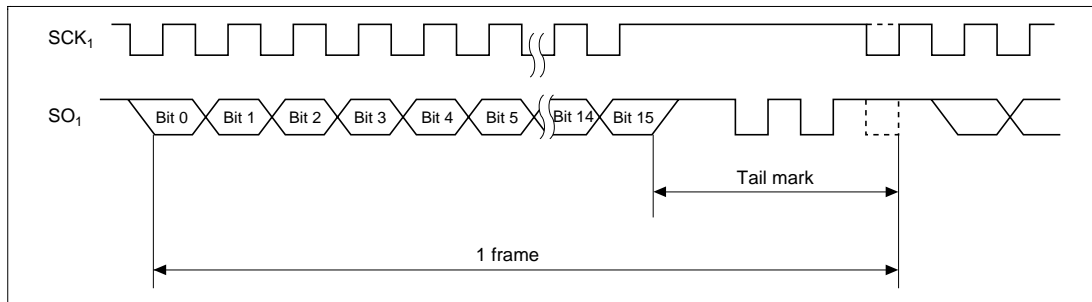 SCK1
SO1
Bit 0 Bit 1 Bit 2 Bit 3 Bit 4 Bit 5 Bit 14 Bit 15
Tail mark
1 frame